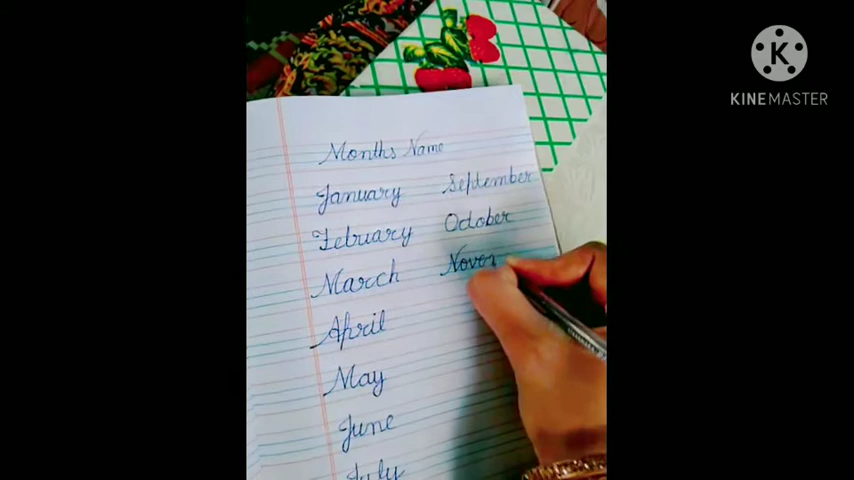 Months Name
January
February
March
April
May
June
July
September
October
Novem
K
KINEMASTER